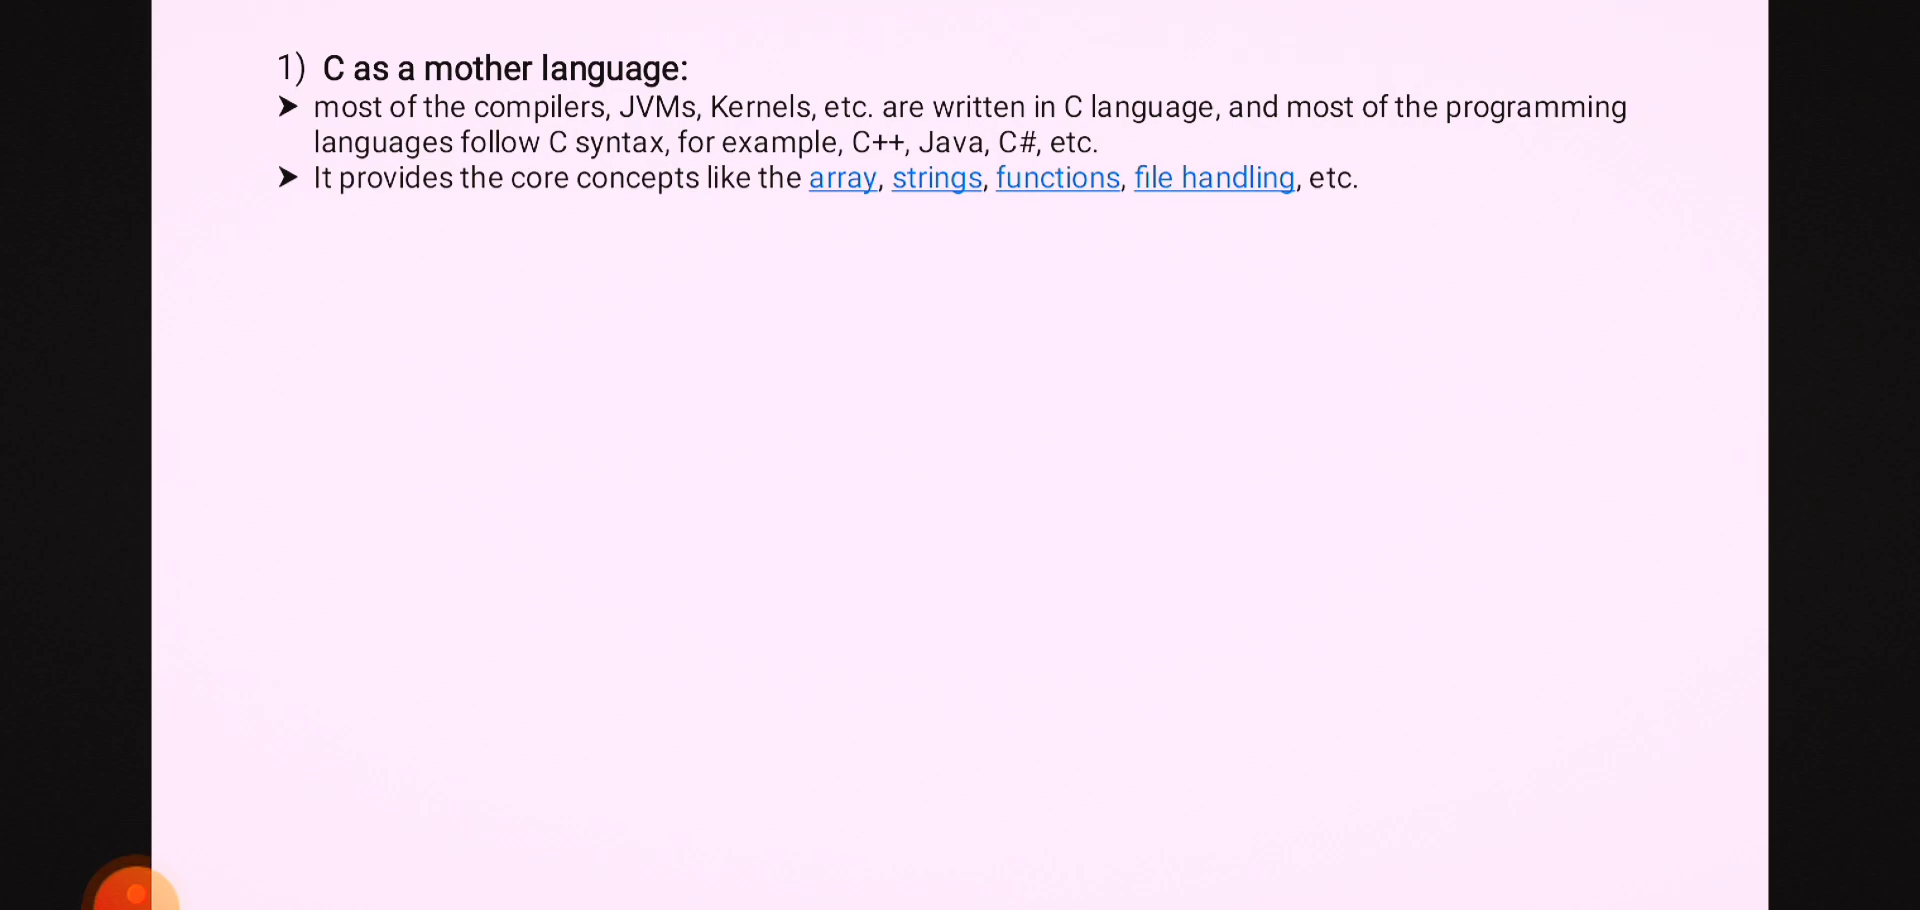 1) C as a mother language:
➤ most of the compilers, JVMs, Kernels, etc. are written in C language, and most of the programming
languages follow C syntax, for example, C++, Java, C#, etc.
➤ It provides the core concepts like the array, strings, functions, file handling, etc.